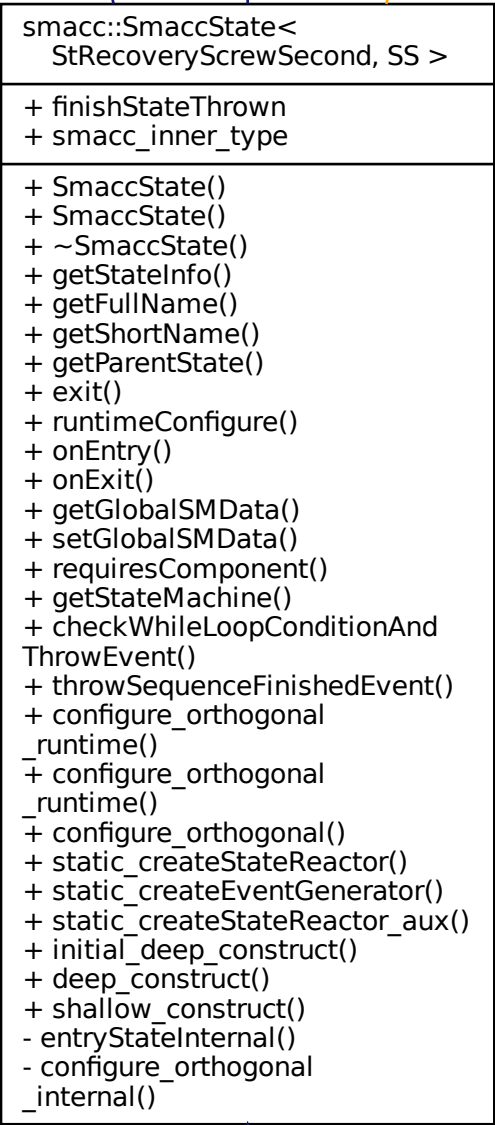 smacc::SmaccState<
StRecoveryScrewSecond, SS >
+ finishStateThrown
+ smacc_inner_type
+ SmaccState()
+ SmaccState()
+ ~SmaccState()
+ getStateInfo()
+ getFullName()
+ getShortName()
+ getParentState()
+ exit()
+ runtimeConfigure()
+ onEntry()
+ onExit()
+ getGlobalSMData()
+ setGlobalSMData()
+ requiresComponent()
+ getStateMachine()
+ checkWhileLoopConditionAnd
ThrowEvent()
+ throwSequenceFinishedEvent()
+ configure_orthogonal
_runtime()
+ configure_orthogonal
_runtime()
+ configure_orthogonal()
+ static_createStateReactor()
+ static_createEventGenerator()
+ static_createStateReactor_aux()
+ initial_deep_construct()
+ deep_construct()
+ shallow_construct()
- entryStateInternal()
- configure_orthogonal
_internal()